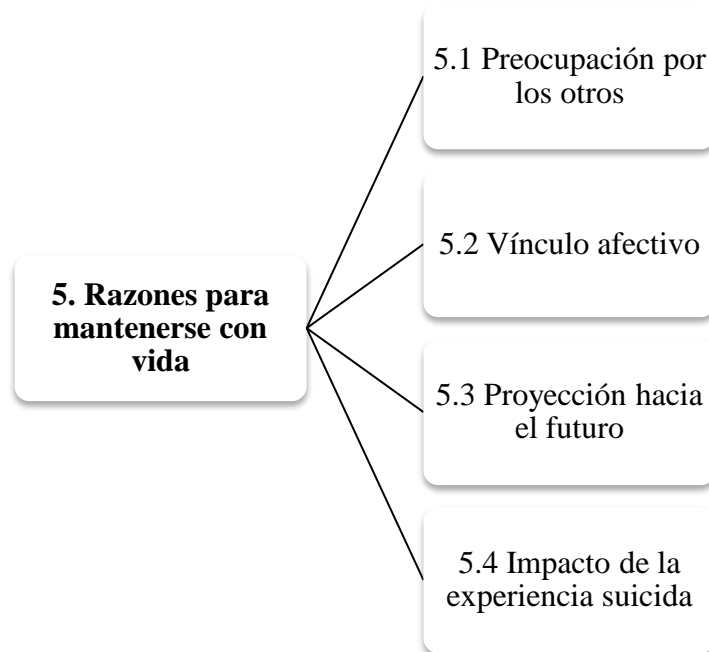 5. Razones para
mantenerse con
vida
5.1 Preocupación por
los otros
5.2 Vínculo afectivo
5.3 Proyección hacia
el futuro
5.4 Impacto de la
experiencia suicida